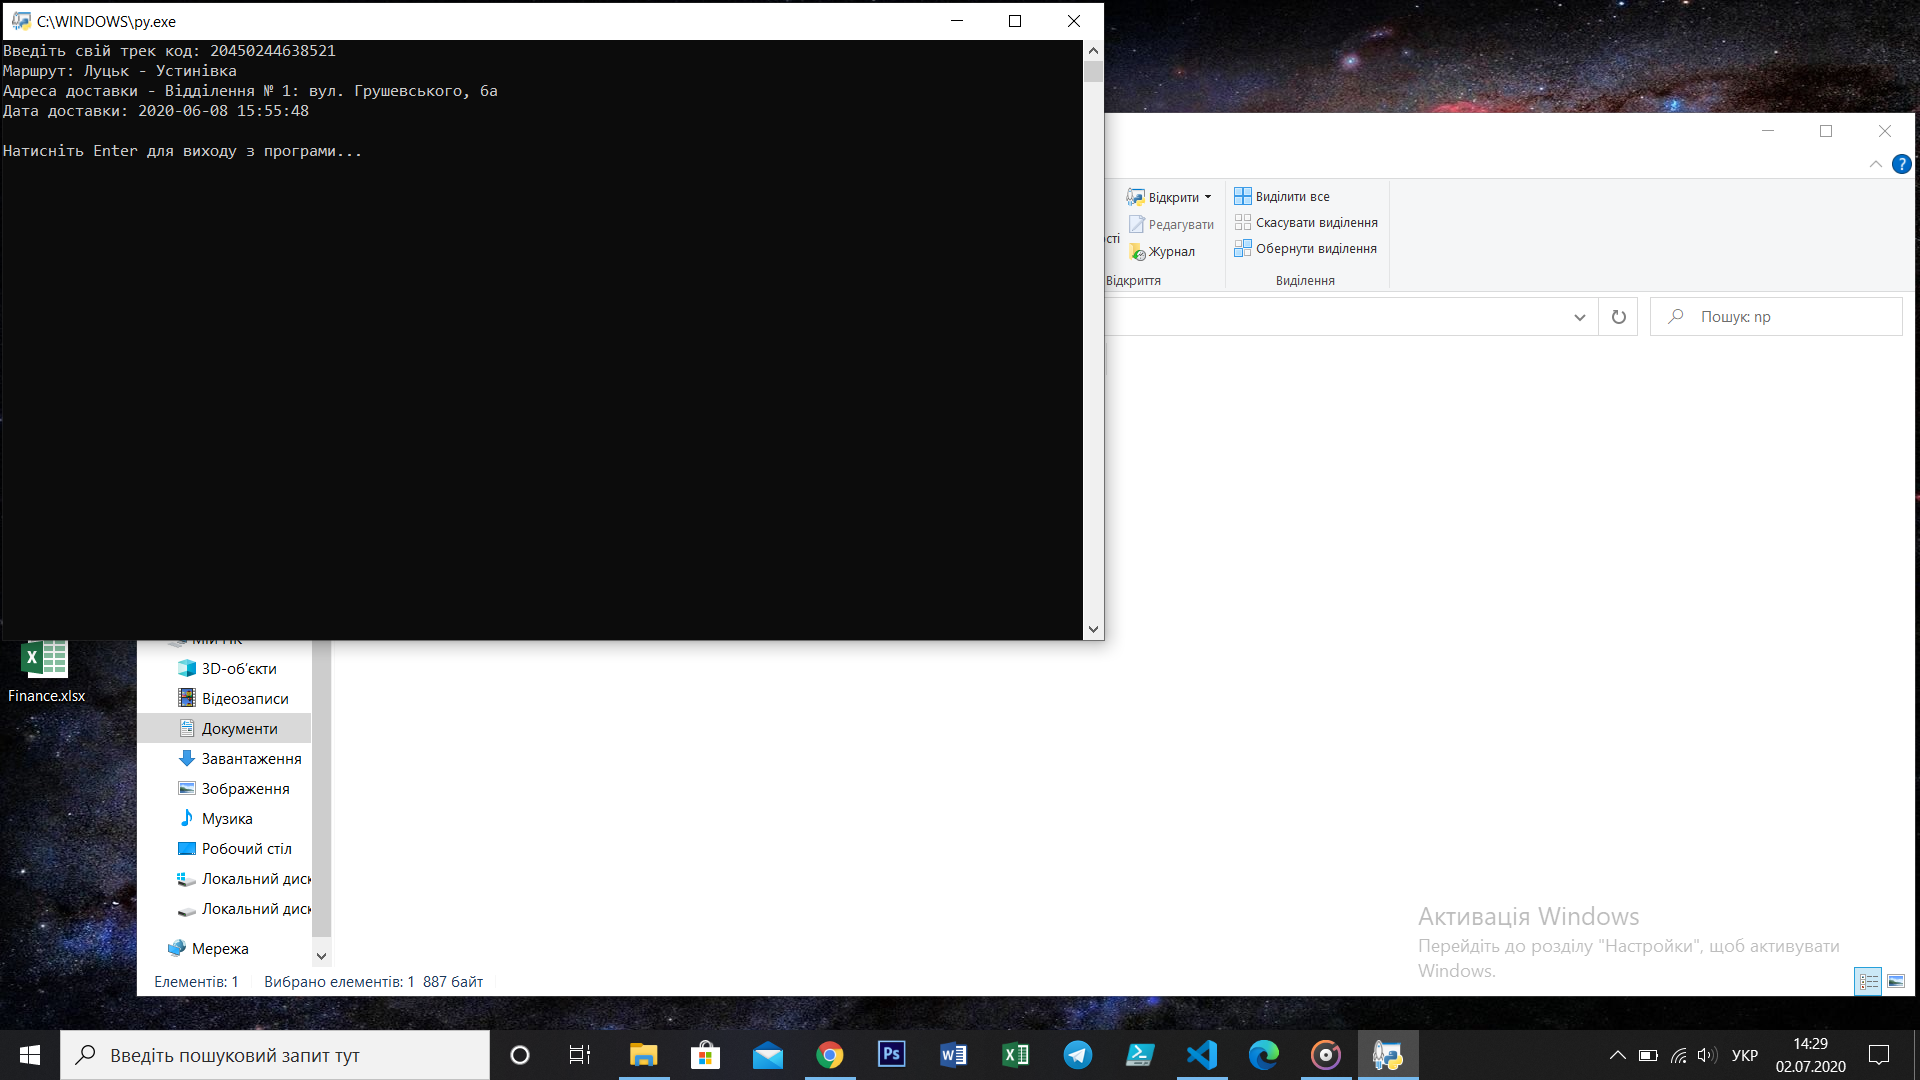 C:\WINDOWS\py.exe
Введіть свій трек код: 20450244638521
Маршрут: Луцьк - Устинівка
Адреса доставки - Відділення № 1: вул. Грушевського, 6а
Дата доставки: 2020-06-08 15:55:48
Натисніть Enter для виходу з програми...
Відкрити
Редагувати
Журнал
Відкриття
Виділити все
Скасувати виділення
Обернути виділення
Виділення
Пошук: np
Finance.xlsx
3D-об'єкти
Відеозаписи
Документи
Завантаження
Зображення
Музика
Робочий стіл
Локальний диск
Локальний диск
Мережа
Елементів: 1
Вибрано елементів: 1 887 байт
Активація Windows
Перейдіть до розділу "Настройки", щоб активувати
Windows.
Введіть пошуковий запит тут
Ps
УКР
14:29
02.07.2020